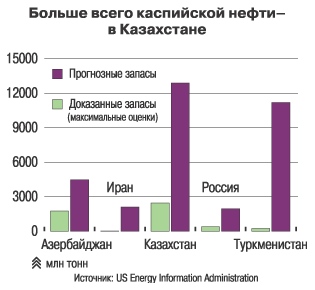 Больше всего каспийской нефти–
в Казахстане
15000
Прогнозные запасы
12000
Доказанные запасы
(максимальные оценки)
9000
6000
3000
Иран
Россия
0
Азербайджан
Казахстан
Туркменистан
млн тонн
Источник: US Energy Information Administration